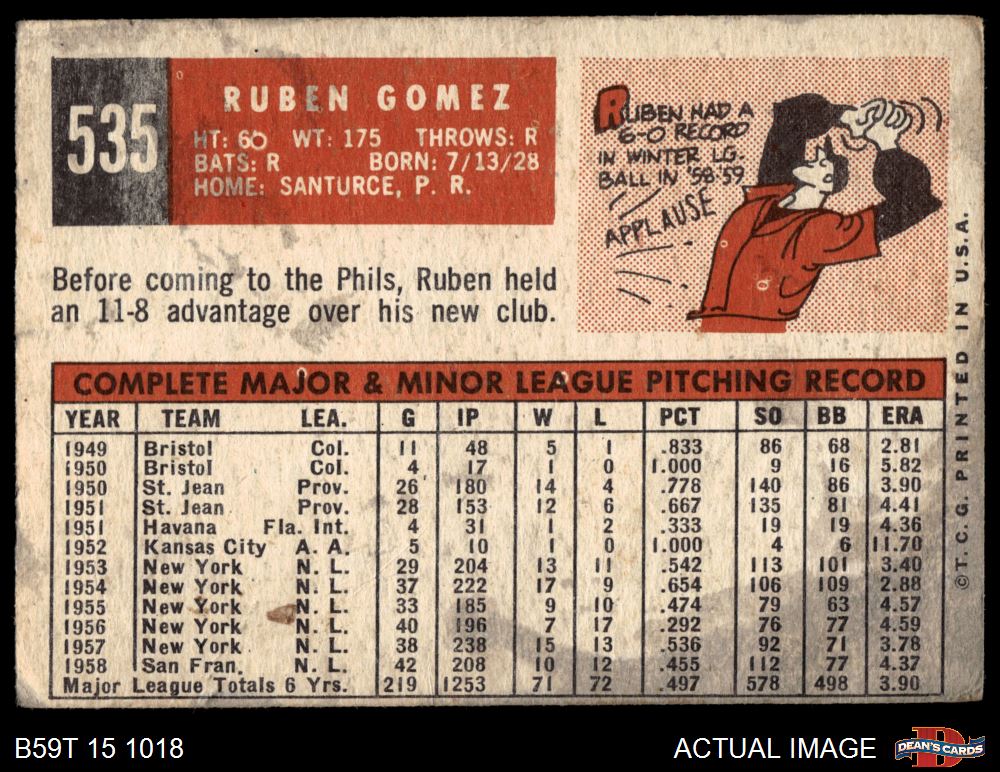 535
RUBEN GOMEZ
HT: 60 WT: 175 THROWS: R
BATS: R BORN: 7/13/28
HOME: SANTURCE, P. R.
RUBEN HAD A
6-0 RECORD
IN WINTER LG.
BALL IN '58-59
APPLAUSE
Before coming to the Phils, Ruben held
an 11-8 advantage over his new club.
COMPLETE MAJOR & MINOR LEAGUE PITCHING RECORD
YEAR TEAM LEA. G IP W L PCT SO BB ERA
1949 Bristol Col. 11 48 5 1 .833 86 68 2.81
1950 Bristol Col. 4 17 1 0 1.000 9 16 5.82
1950 St. Jean Prov. 26 180 14 4 .778 140 86 3.90
1951 St. Jean Prov. 28 153 12 6 .667 135 81 4.41
1951 Havana Fla. Int. 4 31 1 2 .333 19 19 4.36
1952 Kansas City A. A. 5 10 1 0 1.000 4 6 11.70
1953 New York N. L. 29 204 13 11 .542 113 101 3.40
1954 New York N. L. 37 222 17 9 .654 106 109 2.88
1955 New York N. L. 33 185 9 10 .474 79 63 4.57
1956 New York N. L. 40 196 7 17 .292 76 77 4.59
1957 New York N. L. 38 238 15 13 .536 92 71 3.78
1958 San Fran. N. L. 42 208 10 12 .455 112 77 4.37
Major League Totals 6 Yrs. 219 1253 71 72 .497 578 498 3.90
©T. C. G. PRINTED IN U.S.A.
B59T 15 1018
ACTUAL IMAGE
D
DEAN'S CARDS